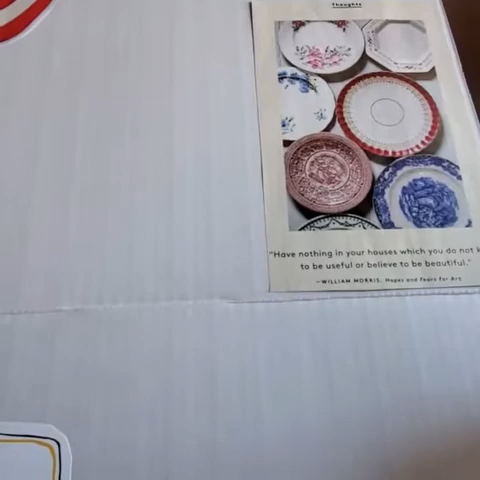 Thoughts
"Have nothing in your houses which you do not k
to be useful or believe to be beautiful."
—WILLIAM MORRIS, Hopes and Fears for Art